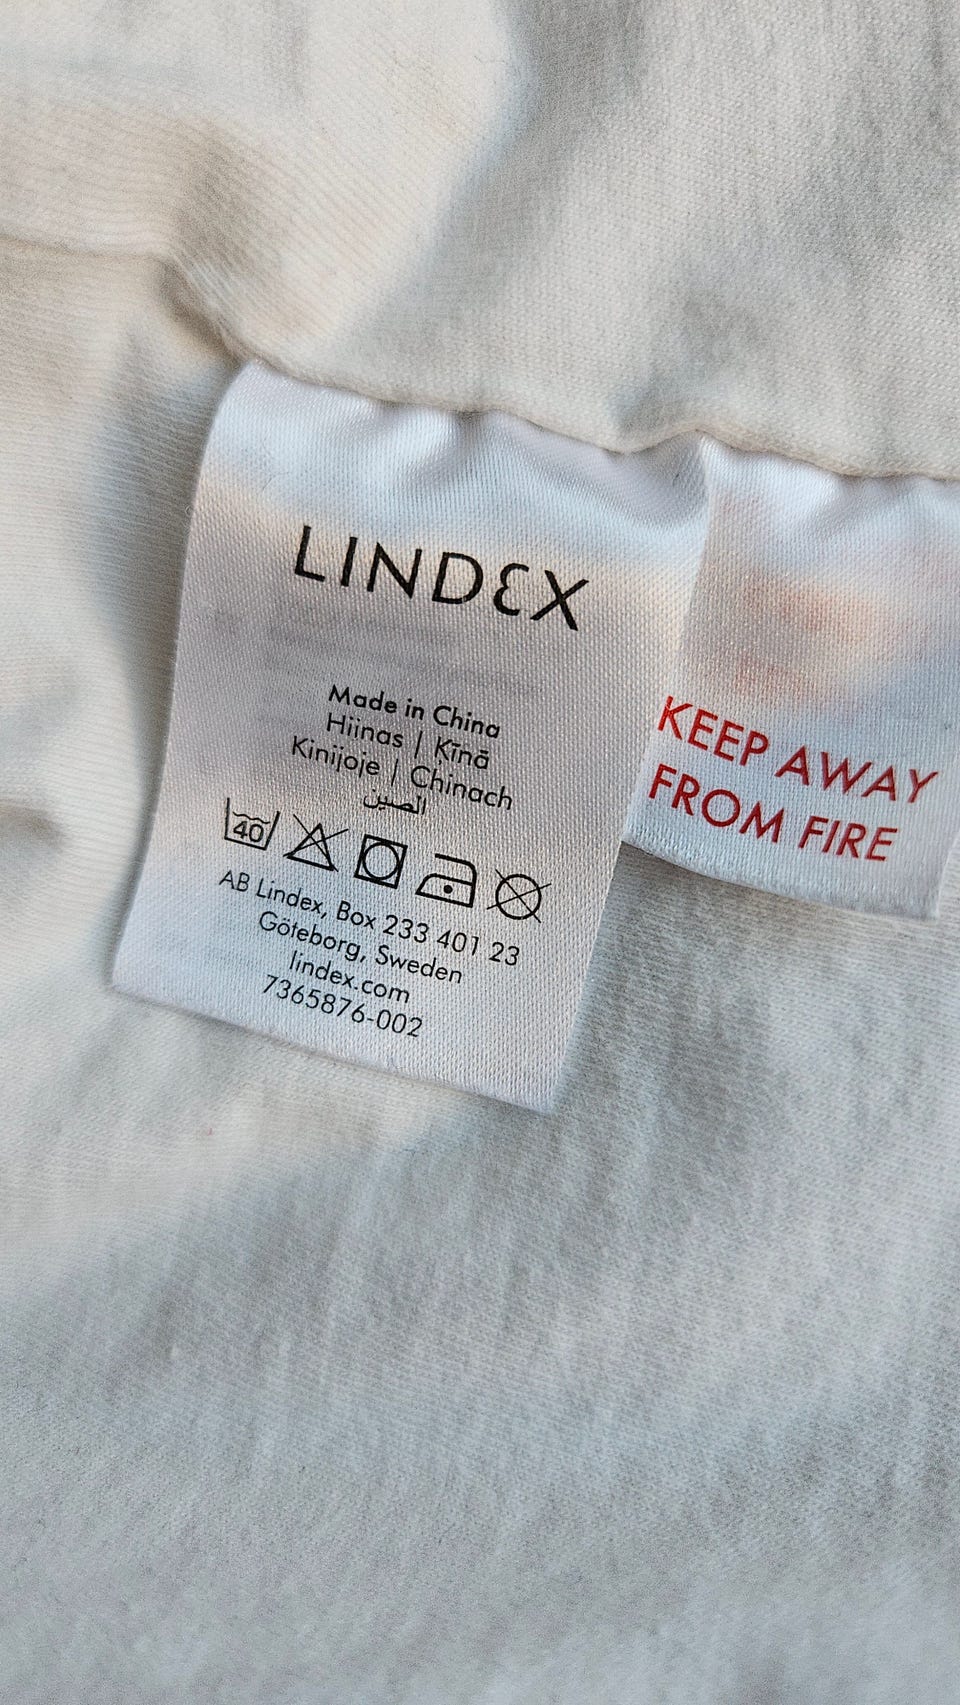 LINDEX
Made in China
Hiinas | Ķīnā
Kinijoje | Chinach
الصين
40
AB Lindex, Box 233 401 23
Göteborg, Sweden
lindex.com
7365876-002
KEEP AWAY
FROM FIRE